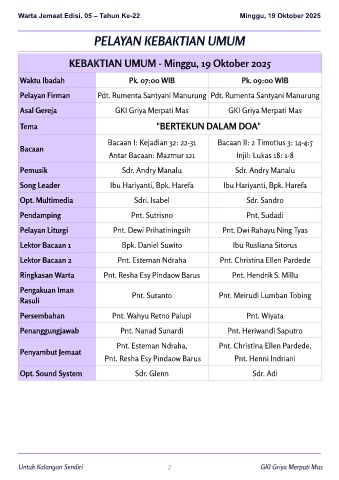 Warta Jemaat Edisi. 05 – Tahun Ke-22 Minggu, 19 Oktober 2025
PELAYAN KEBAKTIAN UMUM
KEBAKTIAN UMUM - Minggu, 19 Oktober 2025
Waktu Ibadah Pk. 07:00 WIB Pk. 09:00 WIB
Pelayan Firman Pdt. Rumenta Santyani Manurung Pdt. Rumenta Santyani Manurung
Asal Gereja GKI Griya Merpati Mas GKI Griya Merpati Mas
Tema "BERTEKUN DALAM DOA"
Bacaan Bacaan I: Kejadian 32: 22-31 Bacaan II: 2 Timotius 3: 14-4:5
Antar Bacaan: Mazmur 121 Injil: Lukas 18: 1-8
Pemusik Sdr. Andry Manalu Sdr. Andry Manalu
Song Leader Ibu Hariyanti, Bpk. Harefa Ibu Hariyanti, Bpk. Harefa
Opt. Multimedia Sdri. Isabel Sdr. Sandro
Pendamping Pnt. Sutrisno Pnt. Sudadi
Pelayan Liturgi Pnt. Dewi Prihatiningsih Pnt. Dwi Rahayu Ning Tyas
Lektor Bacaan 1 Bpk. Daniel Suwito Ibu Rusliana Sitorus
Lektor Bacaan 2 Pnt. Esteman Ndraha Pnt. Christina Ellen Pardede
Ringkasan Warta Pnt. Resha Esy Pindaow Barus Pnt. Hendrik S. Millu
Pengakuan Iman
Rasuli Pnt. Sutanto Pnt. Meirudi Lumban Tobing
Persembahan Pnt. Wahyu Retno Palupi Pnt. Wiyata
Penanggungjawab Pnt. Nanad Sunardi Pnt. Heriwandi Saputro
Penyambut Jemaat Pnt. Esteman Ndraha, Pnt. Christina Ellen Pardede,
Pnt. Resha Esy Pindaow Barus Pnt. Henni Indriani
Opt. Sound System Sdr. Glenn Sdr. Adi
Untuk Kalangan Sendiri 2 GKI Griya Merpati Mas